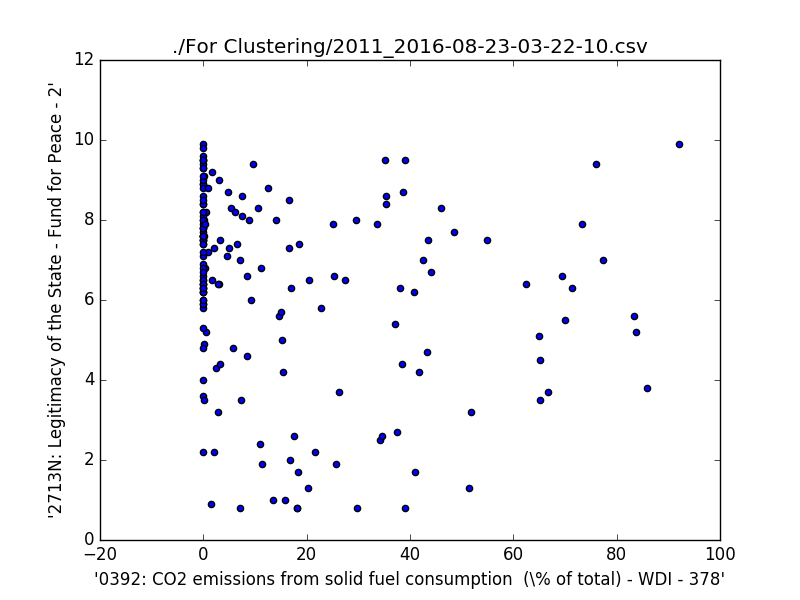 ./For Clustering/2011_2016-08-23-03-22-10.csv
'2713N: Legitimacy of the State - Fund for Peace - 2'
12
10
8
6
4
2
0
−20 0 20 40 60 80 100
'0392: CO2 emissions from solid fuel consumption  (\% of total) - WDI - 378'